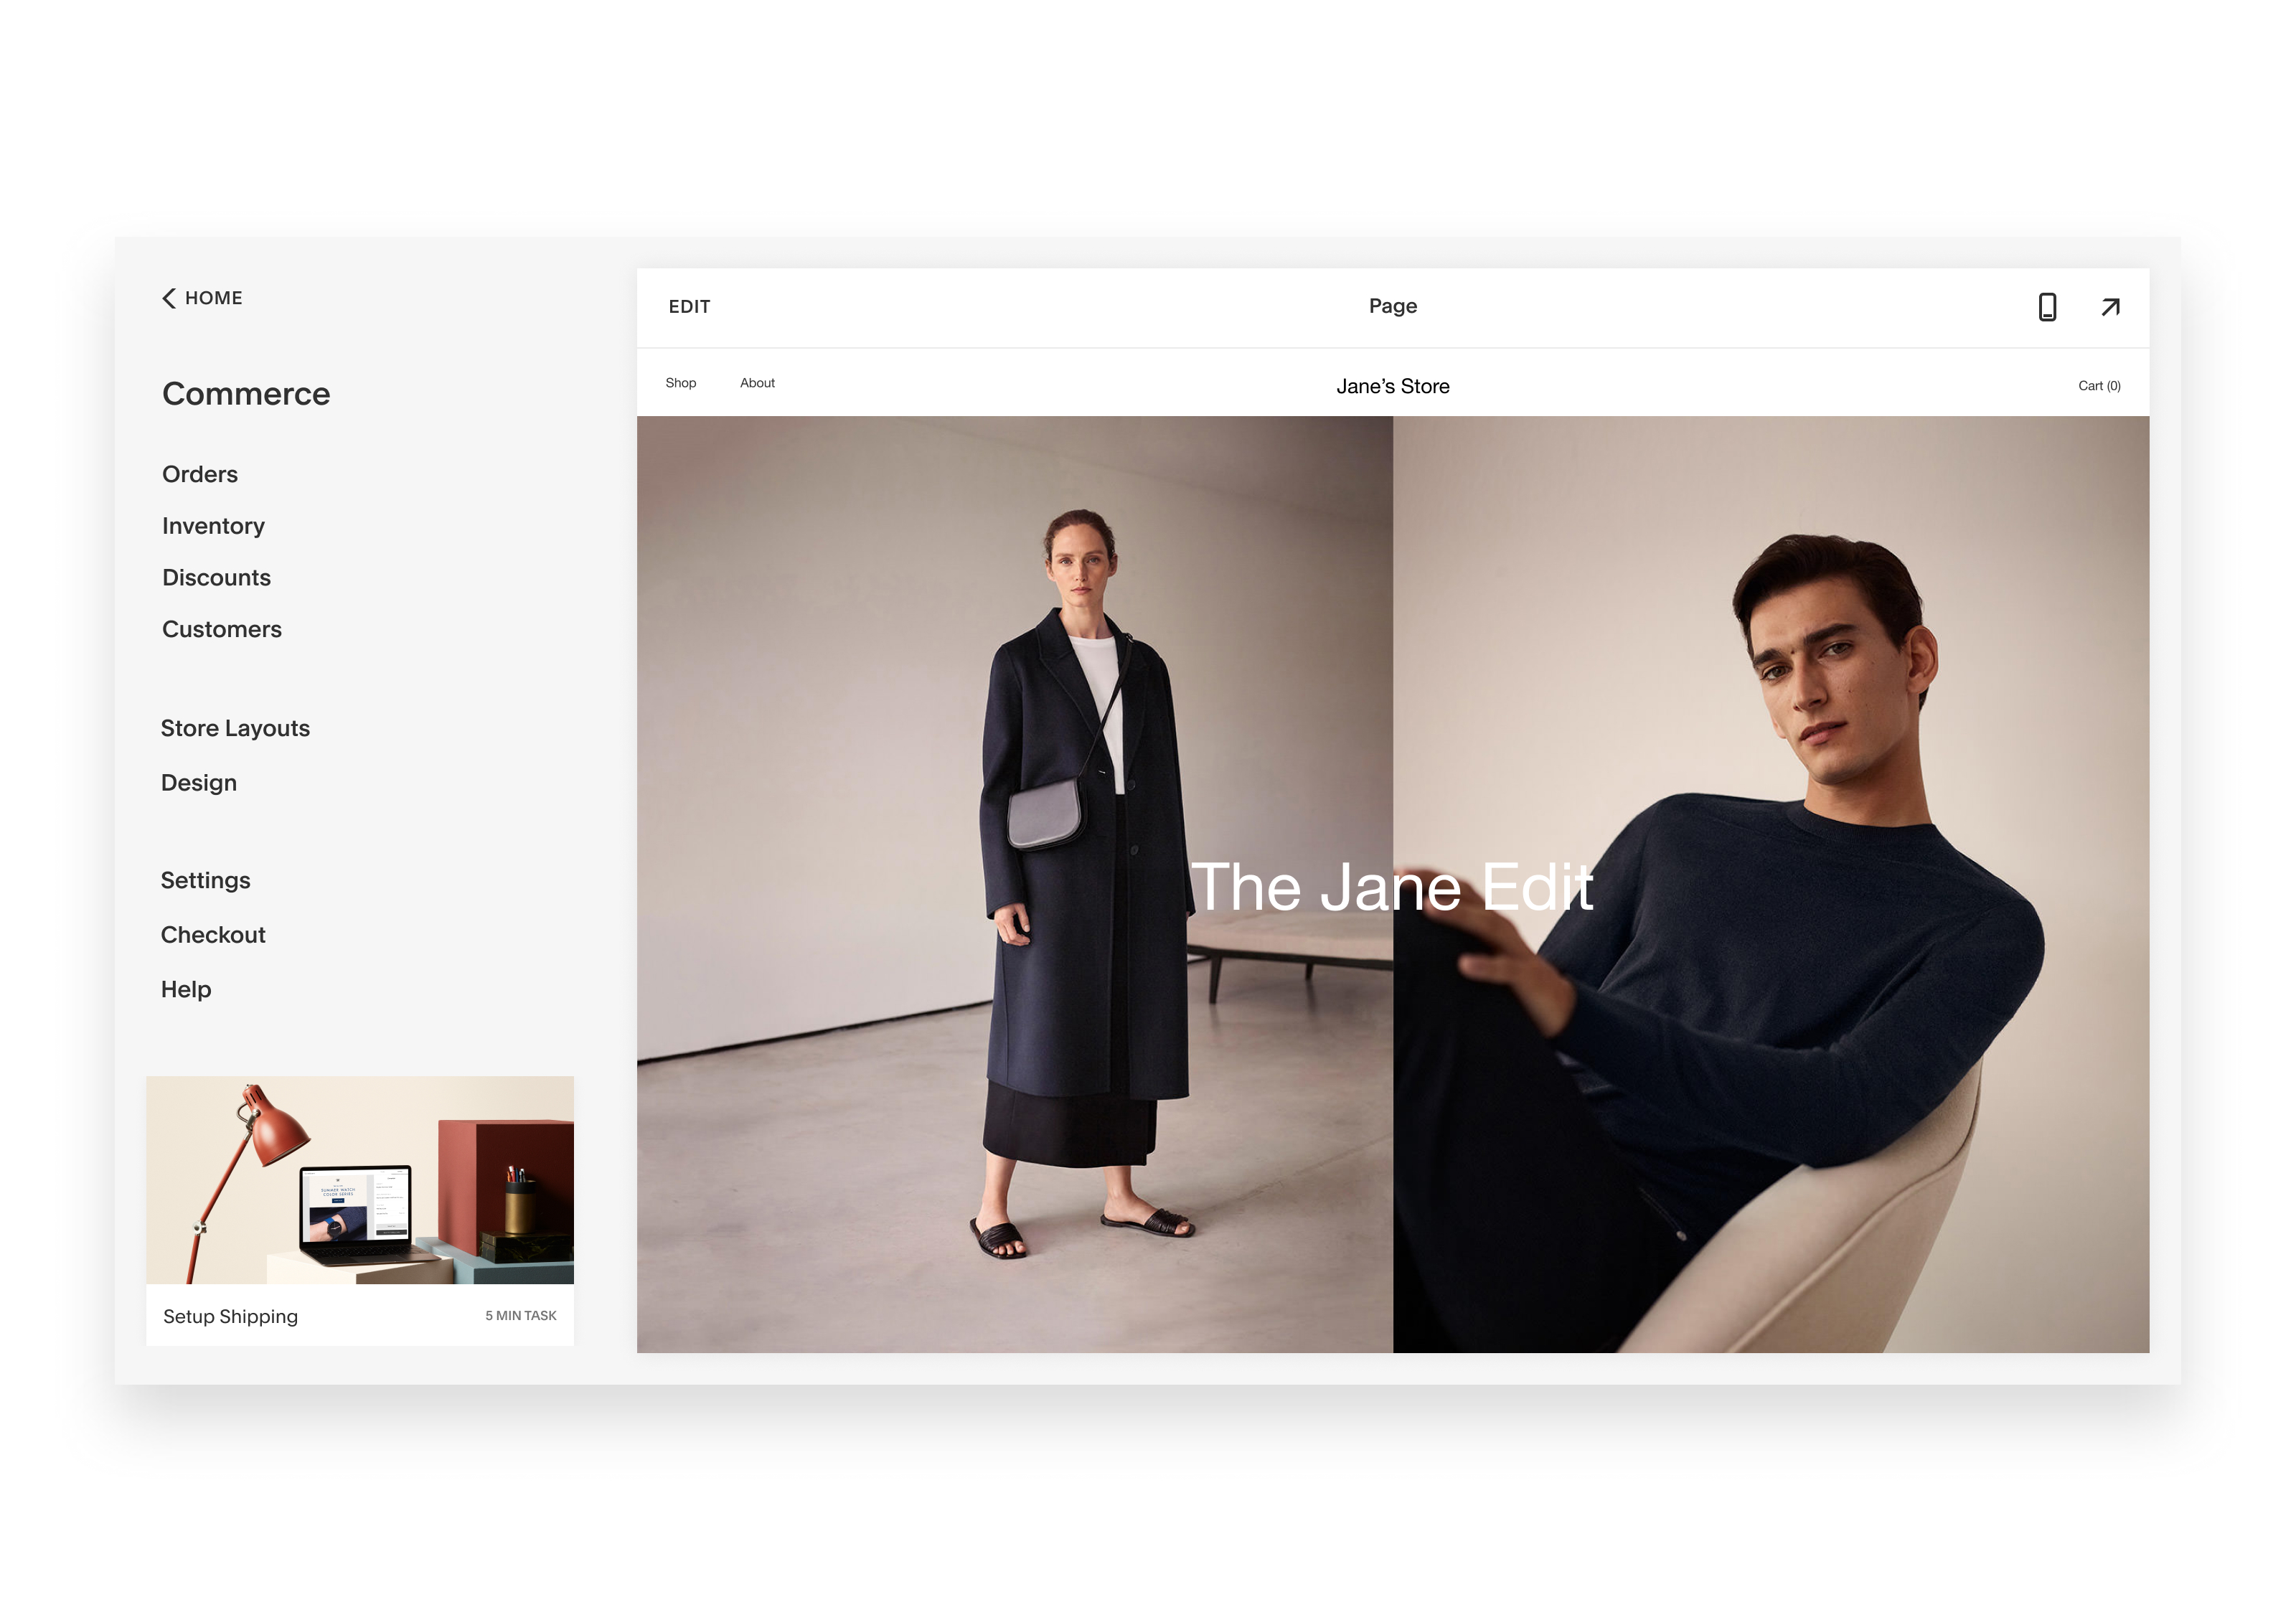 HOME
Commerce
Orders
Inventory
Discounts
Customers
Store Layouts
Design
Settings
Checkout
Help
Setup Shipping
5 MIN TASK
EDIT
Page
Shop
About
Jane’s Store
Cart (0)
The Jane Edit